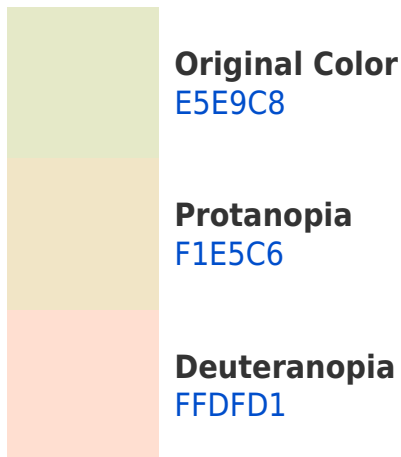 Original Color
E5E9C8
Protanopia
F1E5C6
Deuteranopia
FFDFD1